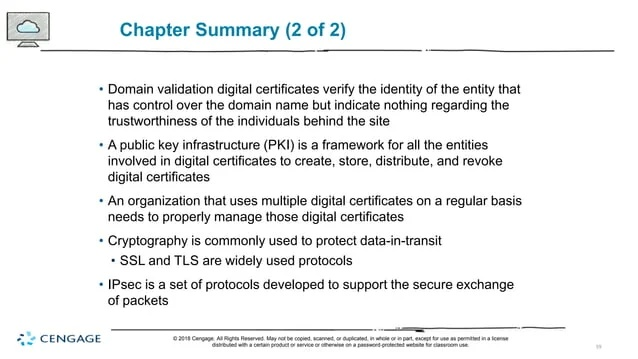 Chapter Summary (2 of 2)
• Domain validation digital certificates verify the identity of the entity that
has control over the domain name but indicate nothing regarding the
trustworthiness of the individuals behind the site
• A public key infrastructure (PKI) is a framework for all the entities
involved in digital certificates to create, store, distribute, and revoke
digital certificates
• An organization that uses multiple digital certificates on a regular basis
needs to properly manage those digital certificates
• Cryptography is commonly used to protect data-in-transit
• SSL and TLS are widely used protocols
• IPsec is a set of protocols developed to support the secure exchange
of packets
CENGAGE
© 2018 Cengage. All Rights Reserved. May not be copied, scanned, or duplicated, in whole or in part, except for use as permitted in a license
distributed with a certain product or service or otherwise on a password-protected website for classroom use.